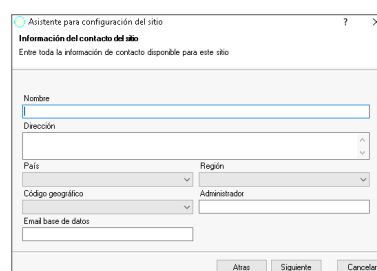 Asistente para configuración del sitio
Información del contacto del sitio
Entre toda la información de contacto disponible para este sitio
Nombre
Dirección
País
Región
Código geográfico
Administrador
Email base de datos
Atras
Siguiente
Cancelar